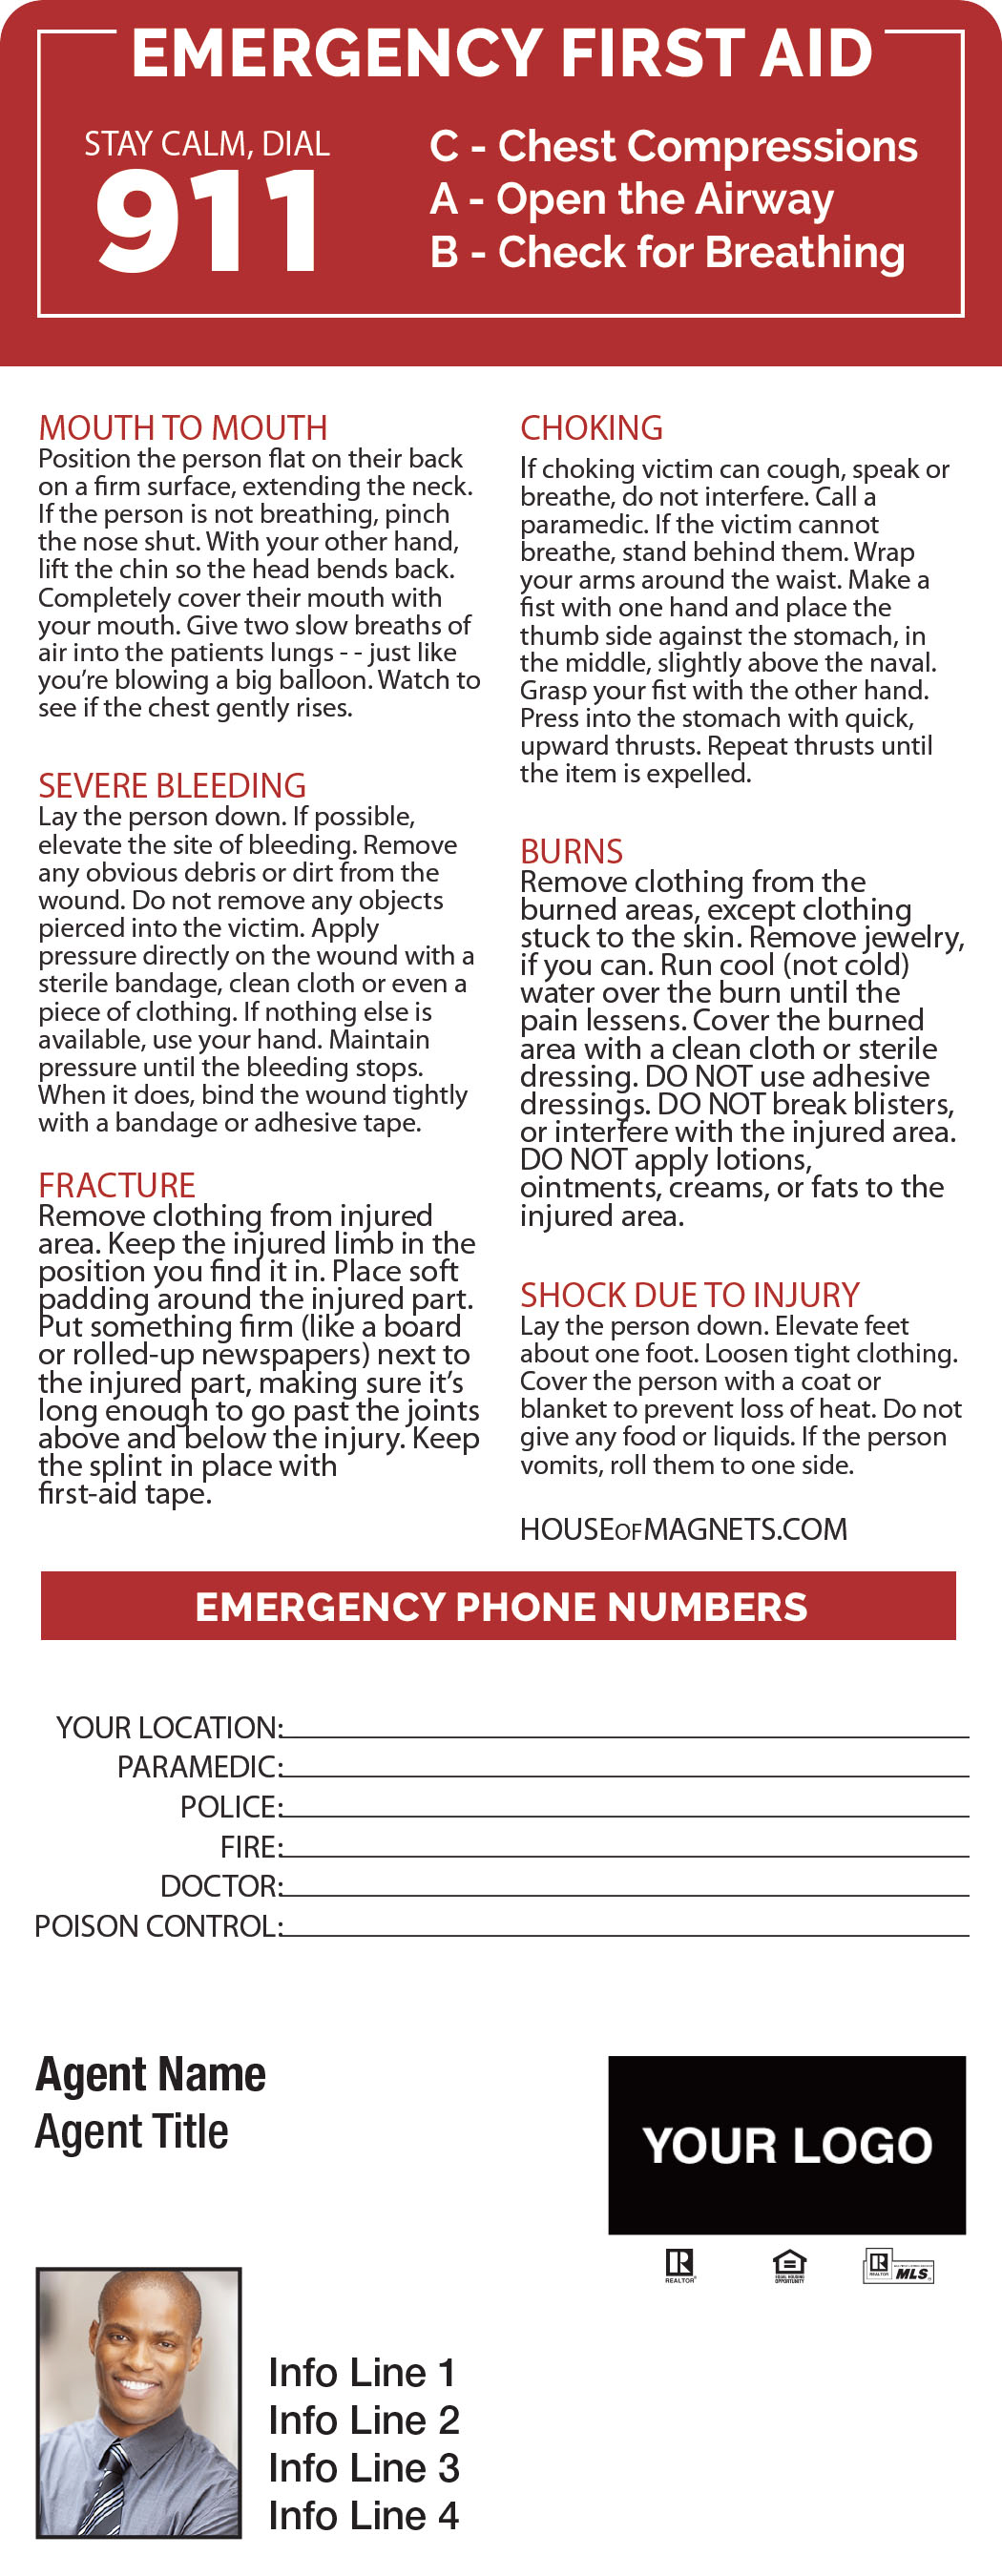 EMERGENCY FIRST AID
STAY CALM, DIAL
911
C - Chest Compressions
A - Open the Airway
B - Check for Breathing
MOUTH TO MOUTH
Position the person flat on their back
on a firm surface, extending the neck.
If the person is not breathing, pinch
the nose shut. With your other hand,
lift the chin so the head bends back.
Completely cover their mouth with
your mouth. Give two slow breaths of
air into the patients lungs - - just like
you're blowing a big balloon. Watch to
see if the chest gently rises.
SEVERE BLEEDING
Lay the person down. If possible,
elevate the site of bleeding. Remove
any obvious debris or dirt from the
wound. Do not remove any objects
pierced into the victim. Apply
pressure directly on the wound with a
sterile bandage, clean cloth or even a
piece of clothing. If nothing else is
available, use your hand. Maintain
pressure until the bleeding stops.
When it does, bind the wound tightly
with a bandage or adhesive tape.
FRACTURE
Remove clothing from injured
area. Keep the injured limb in the
position you find it in. Place soft
padding around the injured part.
Put something firm (like a board
or rolled-up newspapers) next to
the injured part, making sure it's
long enough to go past the joints
above and below the injury. Keep
the splint in place with
first-aid tape.
CHOKING
If choking victim can cough, speak or
breathe, do not interfere. Call a
paramedic. If the victim cannot
breathe, stand behind them. Wrap
your arms around the waist. Make a
fist with one hand and place the
thumb side against the stomach, in
the middle, slightly above the naval.
Grasp your fist with the other hand.
Press into the stomach with quick,
upward thrusts. Repeat thrusts until
the item is expelled.
BURNS
Remove clothing from the
burned areas, except clothing
stuck to the skin. Remove jewelry,
if you can. Run cool (not cold)
water over the burn until the
pain lessens. Cover the burned
area with a clean cloth or sterile
dressing. DO NOT use adhesive
dressings. DO NOT break blisters,
or interfere with the injured area.
DO NOT apply lotions,
ointments, creams, or fats to the
injured area.
SHOCK DUE TO INJURY
Lay the person down. Elevate feet
about one foot. Loosen tight clothing.
Cover the person with a coat or
blanket to prevent loss of heat. Do not
give any food or liquids. If the person
vomits, roll them to one side.
HOUSEOFMAGNETS.COM
EMERGENCY PHONE NUMBERS
YOUR LOCATION:
PARAMEDIC:
POLICE:
FIRE:
DOCTOR:
POISON CONTROL:
Agent Name
Agent Title
YOUR LOGO
REALTOR®
EQUAL HOUSING
OPPORTUNITY
REALTOR
MLS
Info Line 1
Info Line 2
Info Line 3
Info Line 4